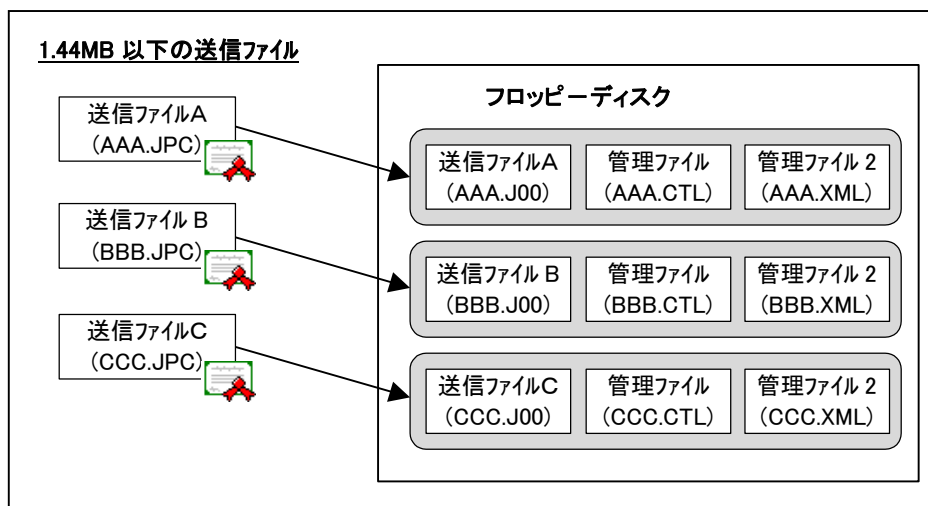 1.44MB 以下の送信ファイル
フロッピーディスク
送信ファイルA
(AAA.JPC)
送信ファイルA
(AAA.J00)
管理ファイル
(AAA.CTL)
管理ファイル 2
(AAA.XML)
送信ファイル B
(BBB.JPC)
送信ファイル B
(BBB.J00)
管理ファイル
(BBB.CTL)
管理ファイル 2
(BBB.XML)
送信ファイルC
(CCC.JPC)
送信ファイルC
(CCC.J00)
管理ファイル
(CCC.CTL)
管理ファイル 2
(CCC.XML)